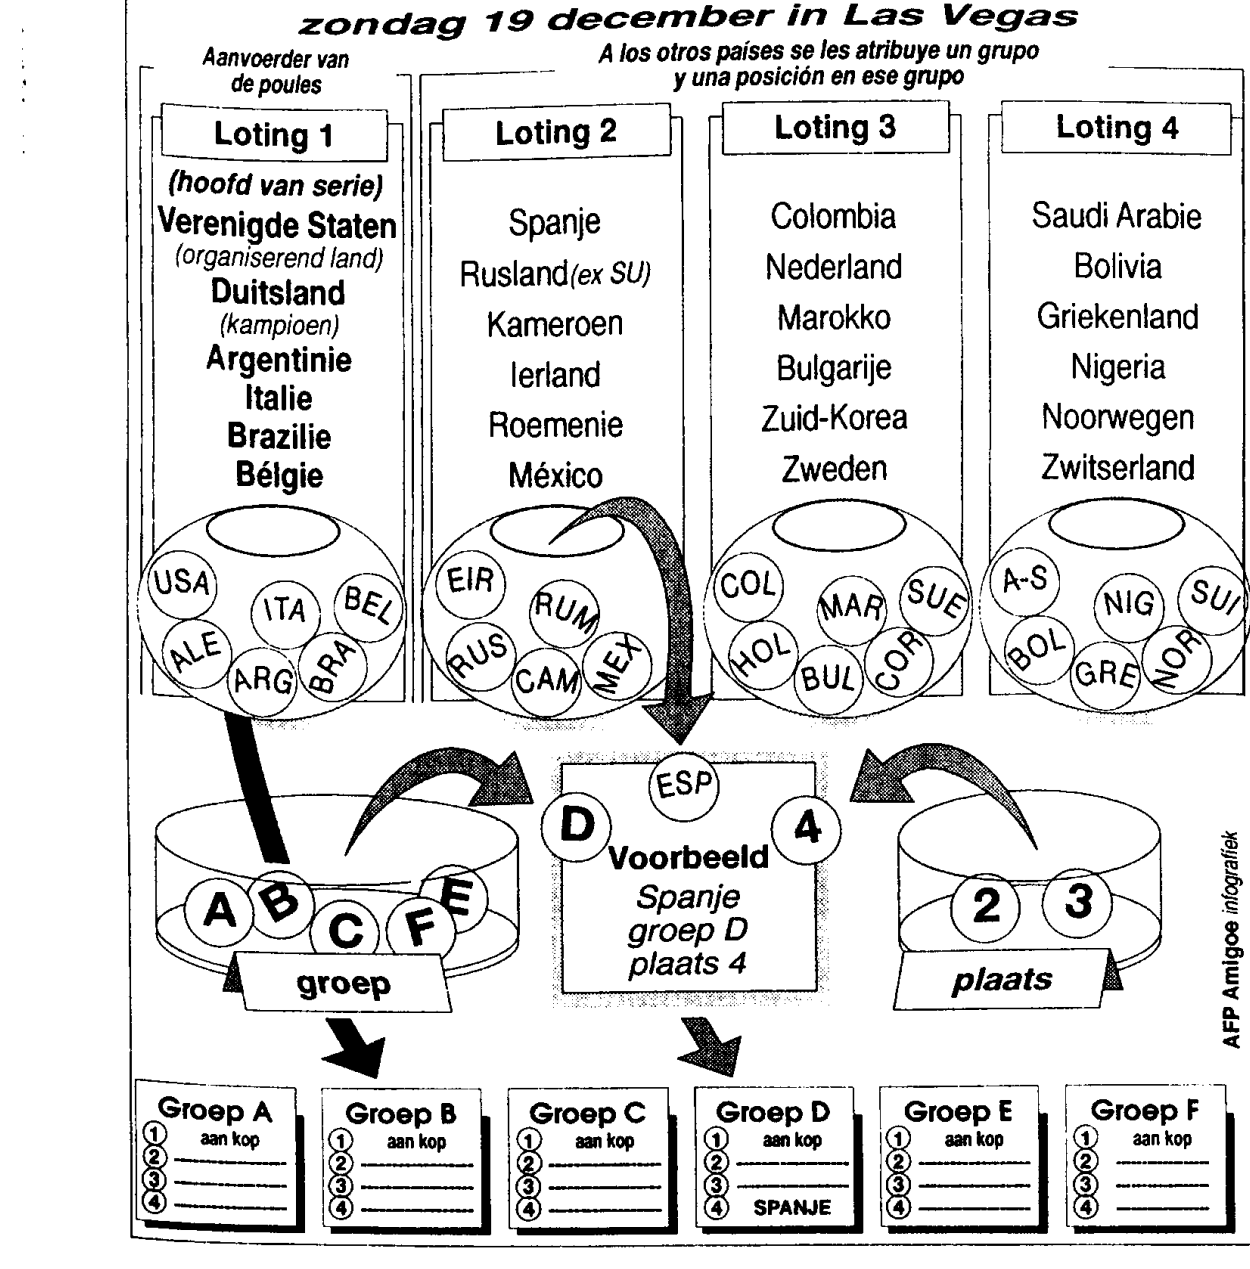 zondag 19 december in Las Vegas
Aanvoerder van
de poules
A los otros países se les atribuye un grupo
y una posición en ese grupo
Loting 1
(hoofd van serie)
Verenigde Staten
(organiserend land)
Duitsland
(kampioen)
Argentinie
Italie
Brazilie
Bélgie
Loting 2
Spanje
Rusland (ex SU)
Kameroen
Ierland
Roemenie
México
Loting 3
Colombia
Nederland
Marokko
Bulgarije
Zuid-Korea
Zweden
Loting 4
Saudi Arabie
Bolivia
Griekenland
Nigeria
Noorwegen
Zwitserland
USA
ITA
BEL
ALE
ARG
BRA
EIR
RUM
RUS
CAM
MEX
COL
MAR
SUE
HOL
BUL
COR
A-S
NIG
SUI
BOL
GRE
NOR
A
B
C
F
E
groep
ESP
D
4
Voorbeeld
Spanje
groep D
plaats 4
2
3
plaats
AFP Amigoe infografiek
Groep A
1 aan kop
2
3
4
Groep B
1 aan kop
2
3
4
Groep C
1 aan kop
2
3
4
Groep D
1 aan kop
2
3
4 SPANJE
Groep E
1 aan kop
2
3
4
Groep F
1 aan kop
2
3
4